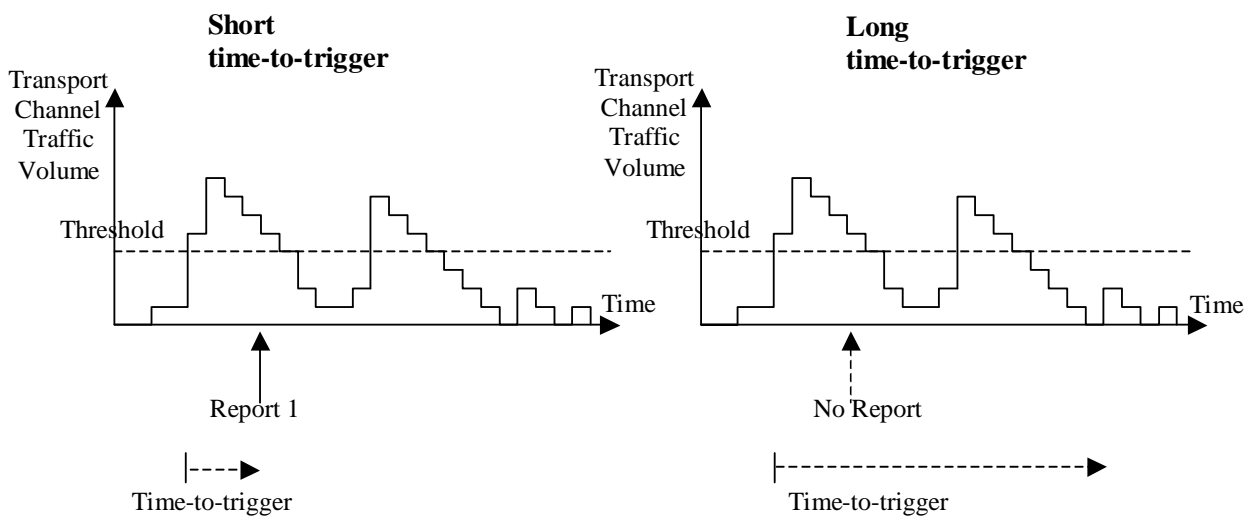 Short
time-to-trigger
Transport
Channel
Traffic
Volume
Threshold
Time
Report 1
Time-to-trigger
Long
time-to-trigger
Transport
Channel
Traffic
Volume
Threshold
Time
No Report
Time-to-trigger